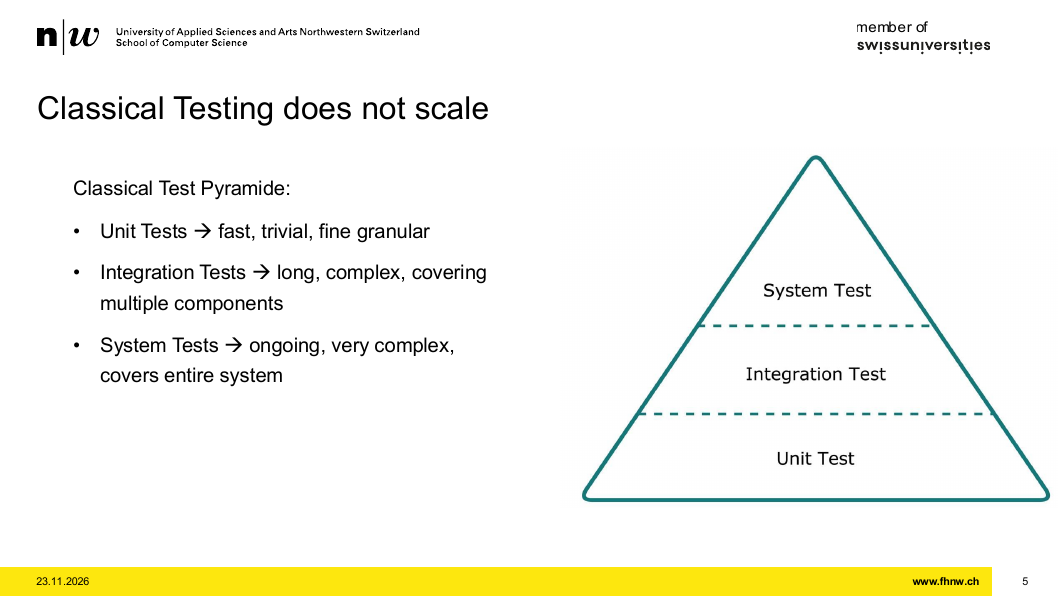 n w
University of Applied Sciences and Arts Northwestern Switzerland
School of Computer Science
member of
swissuniversities
Classical Testing does not scale
Classical Test Pyramide:
• Unit Tests → fast, trivial, fine granular
• Integration Tests → long, complex, covering
multiple components
• System Tests → ongoing, very complex,
covers entire system
System Test
Integration Test
Unit Test
23.11.2026
www.fhnw.ch
5